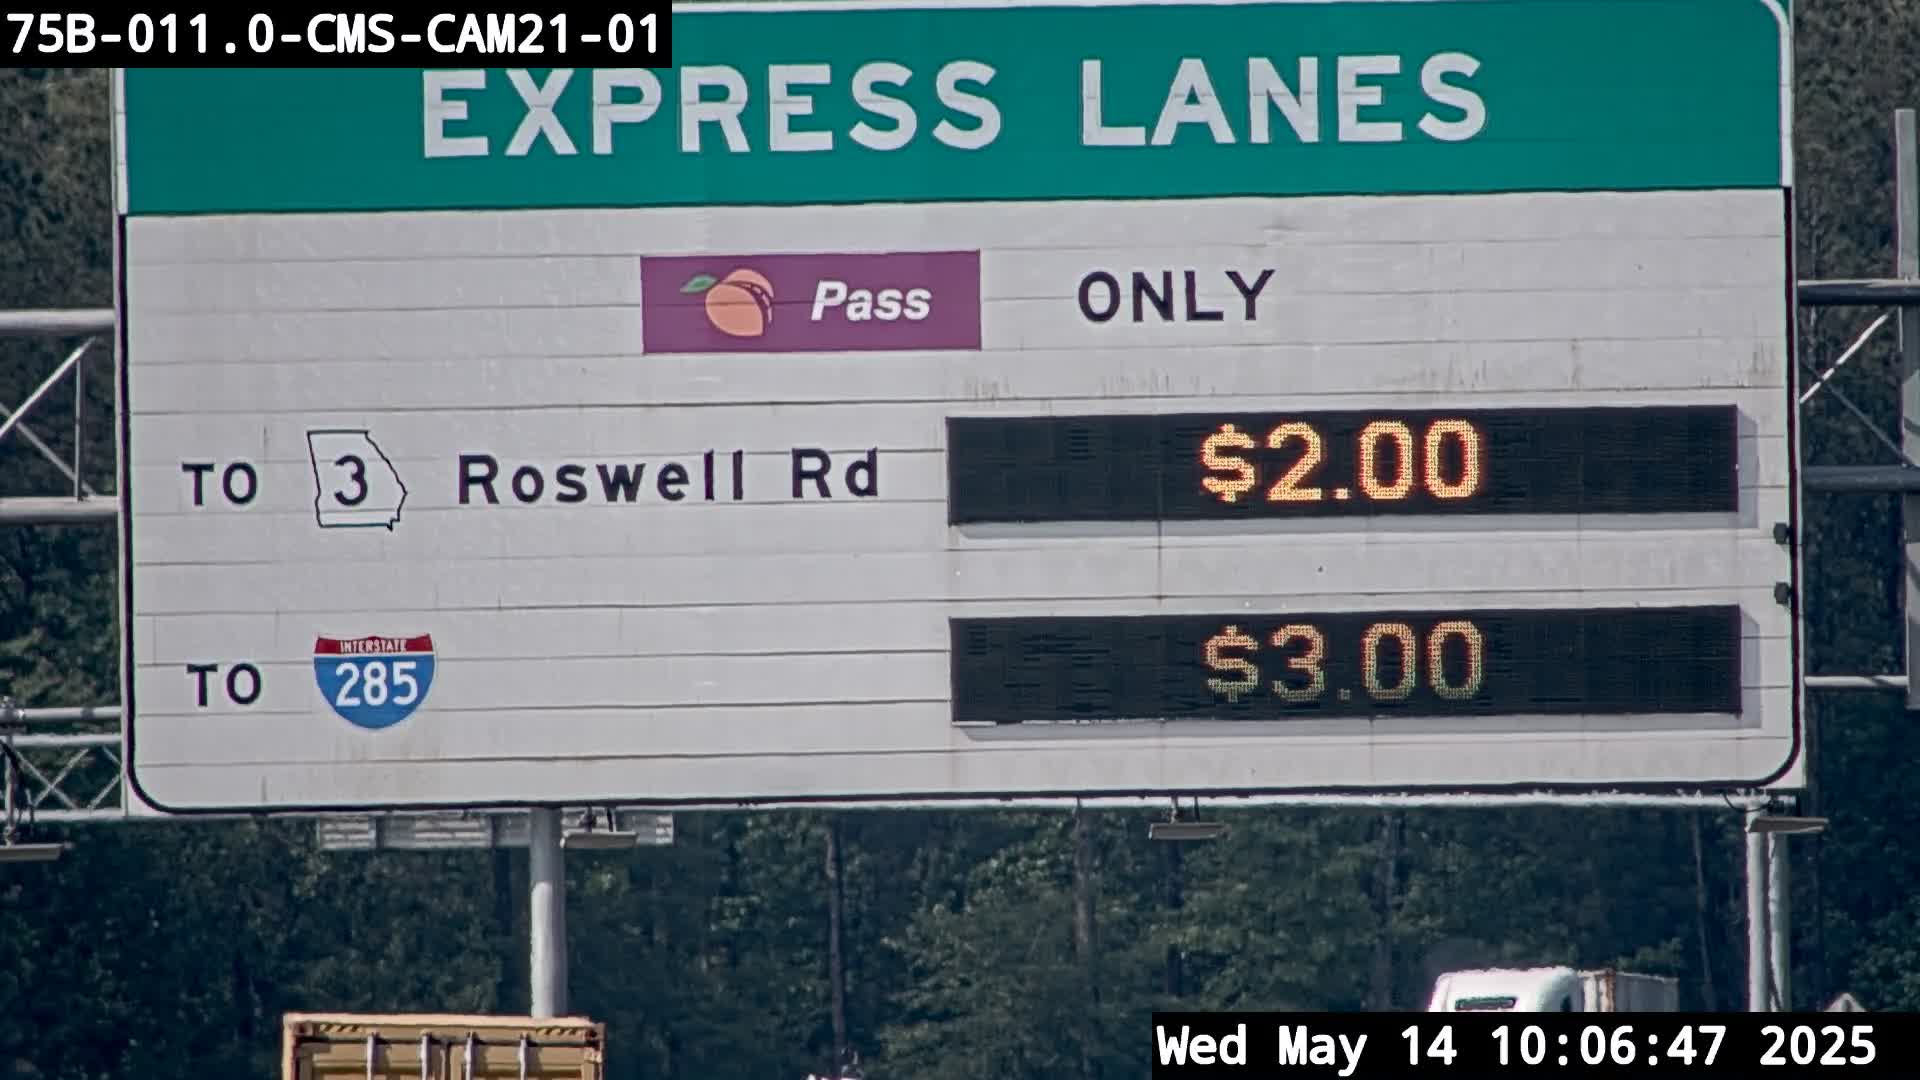 75B-011.0-CMS-CAM21-01
EXPRESS LANES
Pass ONLY
TO 3 Roswell Rd $2.00
INTERSTATE
TO 285 $3.00
Wed May 14 10:06:47 2025